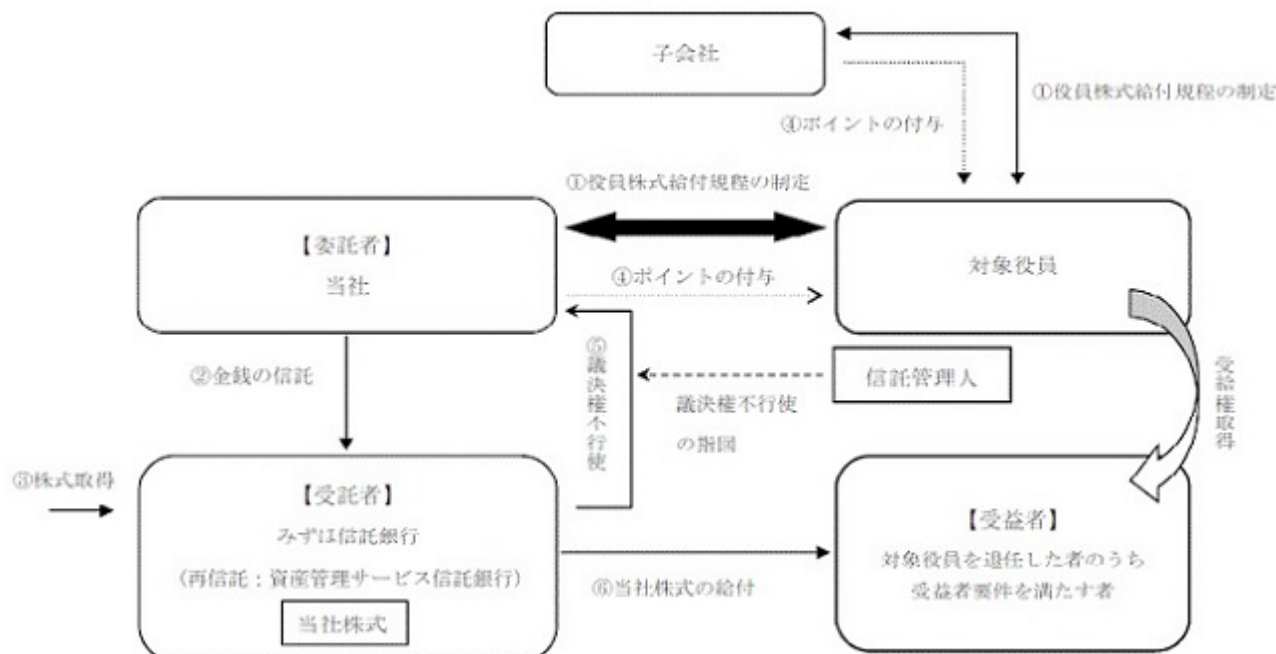 子会社
①役員株式給付規程の制定
④ポイントの付与
①役員株式給付規程の制定
【委託者】
当社
④ポイントの付与
対象役員
②金銭の信託
⑤議決権不行使
議決権不行使
の指図
信託管理人
受給権取得
③株式取得
【受託者】
みずほ信託銀行
（再信託：資産管理サービス信託銀行）
当社株式
⑥当社株式の給付
【受益者】
対象役員を退任した者のうち
受益者要件を満たす者